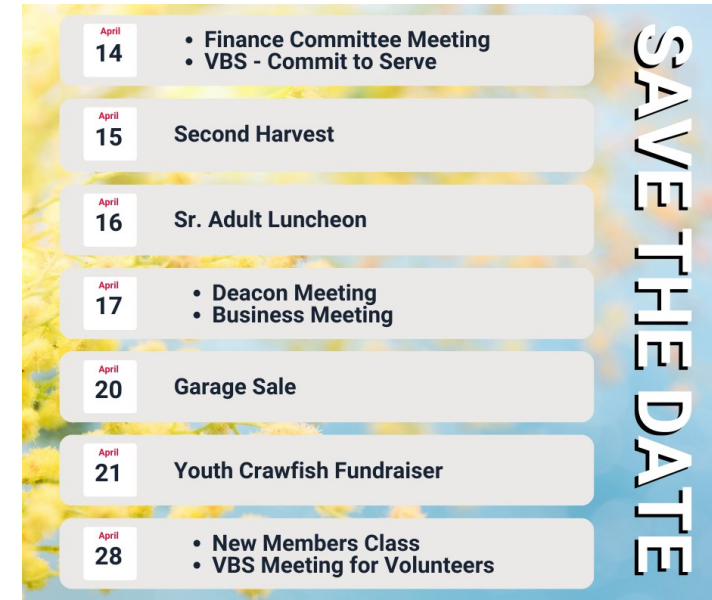 April
14
• Finance Committee Meeting
• VBS - Commit to Serve
April
15
Second Harvest
April
16
Sr. Adult Luncheon
April
17
• Deacon Meeting
• Business Meeting
April
20
Garage Sale
April
21
Youth Crawfish Fundraiser
April
28
• New Members Class
• VBS Meeting for Volunteers
SAVE THE DATE